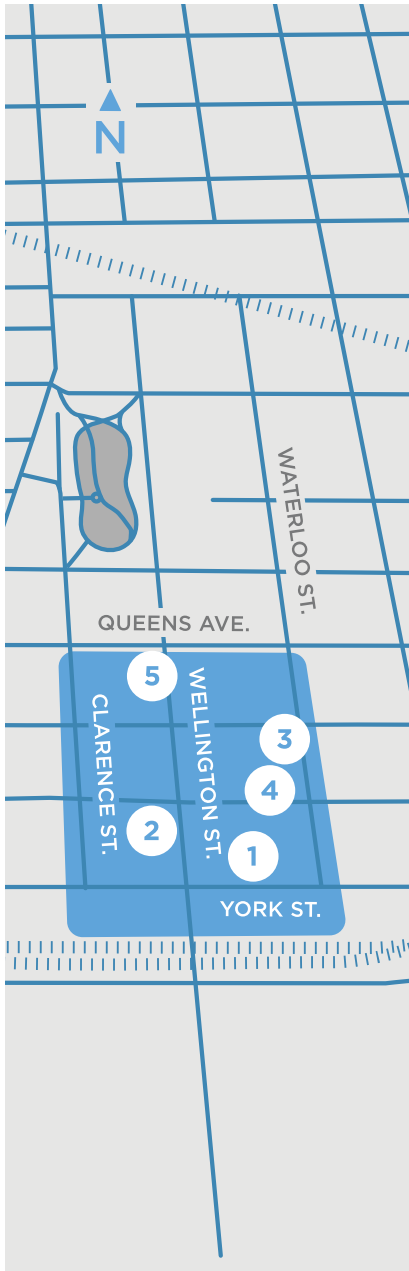 N
WATERLOO ST.
QUEENS AVE.
5
WELLINGTON ST.
CLARENCE ST.
3
4
2
1
YORK ST.